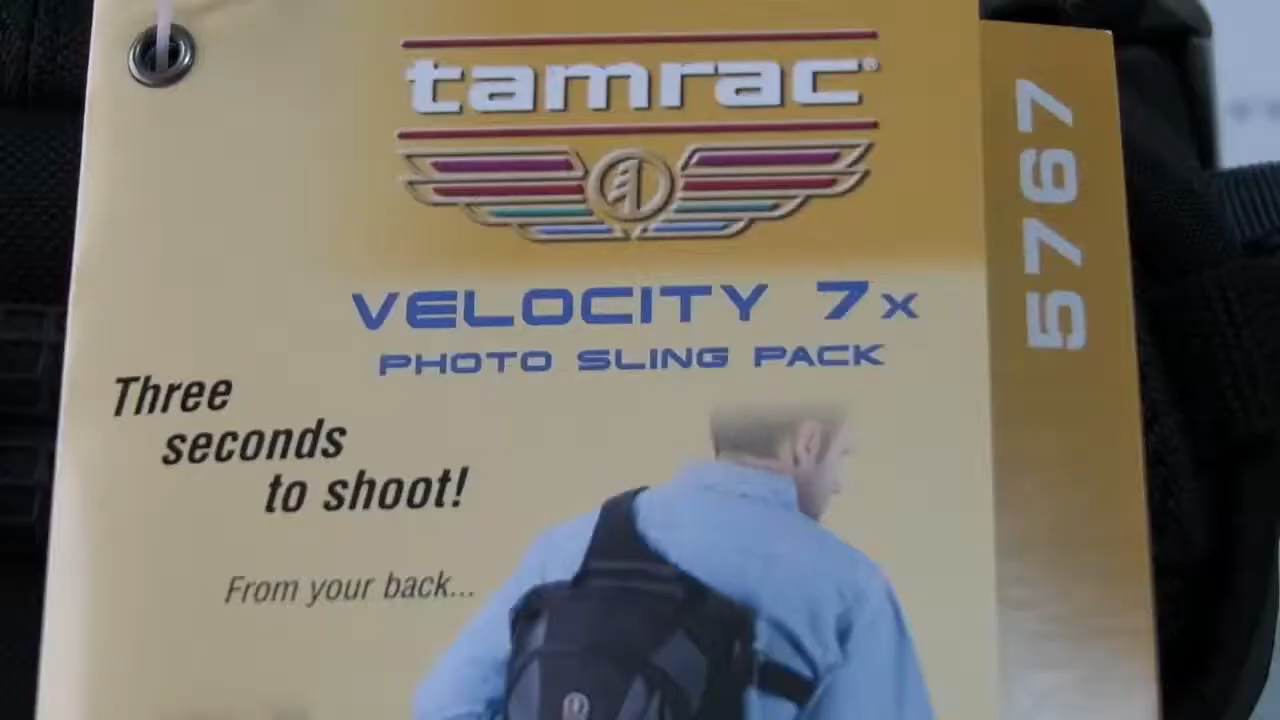 tamrac®
VELOCITY 7x
PHOTO SLING PACK
5767
Three
seconds
to shoot!
From your back...